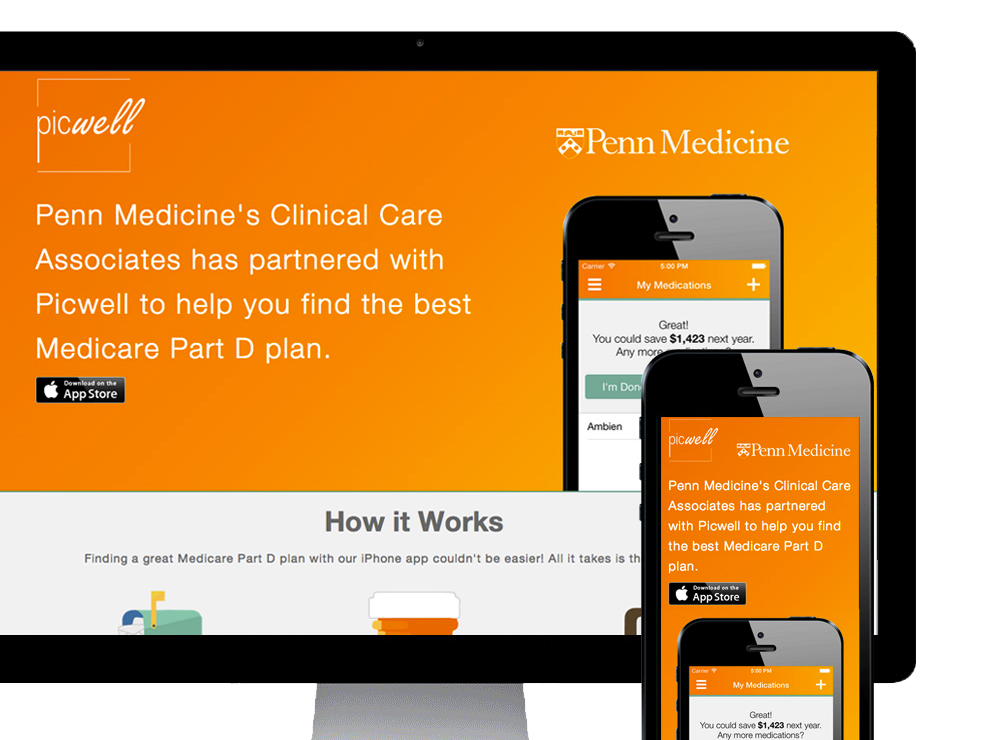 picwell
Penn Medicine
Penn Medicine's Clinical Care
Associates has partnered with
Picwell to help you find the best
Medicare Part D plan.
Download on the
App Store
Carrier 5:00 PM
My Medications +
Great!
You could save $1,423 next year.
Any more
I'm Don
Ambien
How it Works
Finding a great Medicare Part D plan with our iPhone app couldn't be easier! All it takes is th
picwell
Penn Medicine
Penn Medicine's Clinical Care
Associates has partnered
with Picwell to help you find
the best Medicare Part D
plan.
Download on the
App Store
Carrier 5:00 PM
My Medications +
Great!
You could save $1,423 next year.
Any more medications?